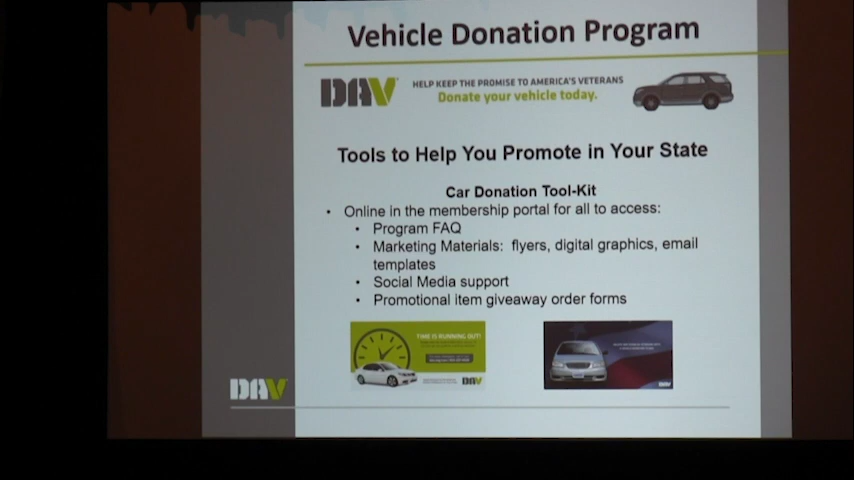 Vehicle Donation Program
DAV
HELP KEEP THE PROMISE TO AMERICA'S VETERANS
Donate your vehicle today.
Tools to Help You Promote in Your State
Car Donation Tool-Kit
• Online in the membership portal for all to access:
• Program FAQ
• Marketing Materials: flyers, digital graphics, email
templates
• Social Media support
• Promotional item giveaway order forms
TIME IS RUNNING OUT!
DAV
DAV